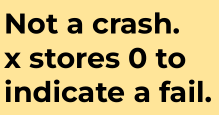 Not a crash.
x stores 0 to
indicate a fail.